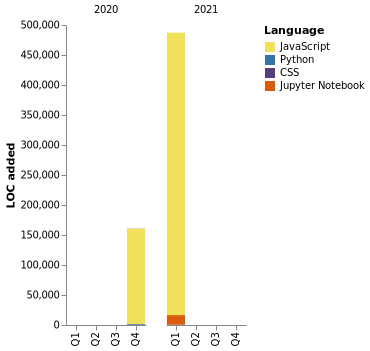 2020
2021
Language
JavaScript
Python
CSS
Jupyter Notebook
LOC added
500,000
450,000
400,000
350,000
300,000
250,000
200,000
150,000
100,000
50,000
0
Q1
Q2
Q3
Q4
Q1
Q2
Q3
Q4